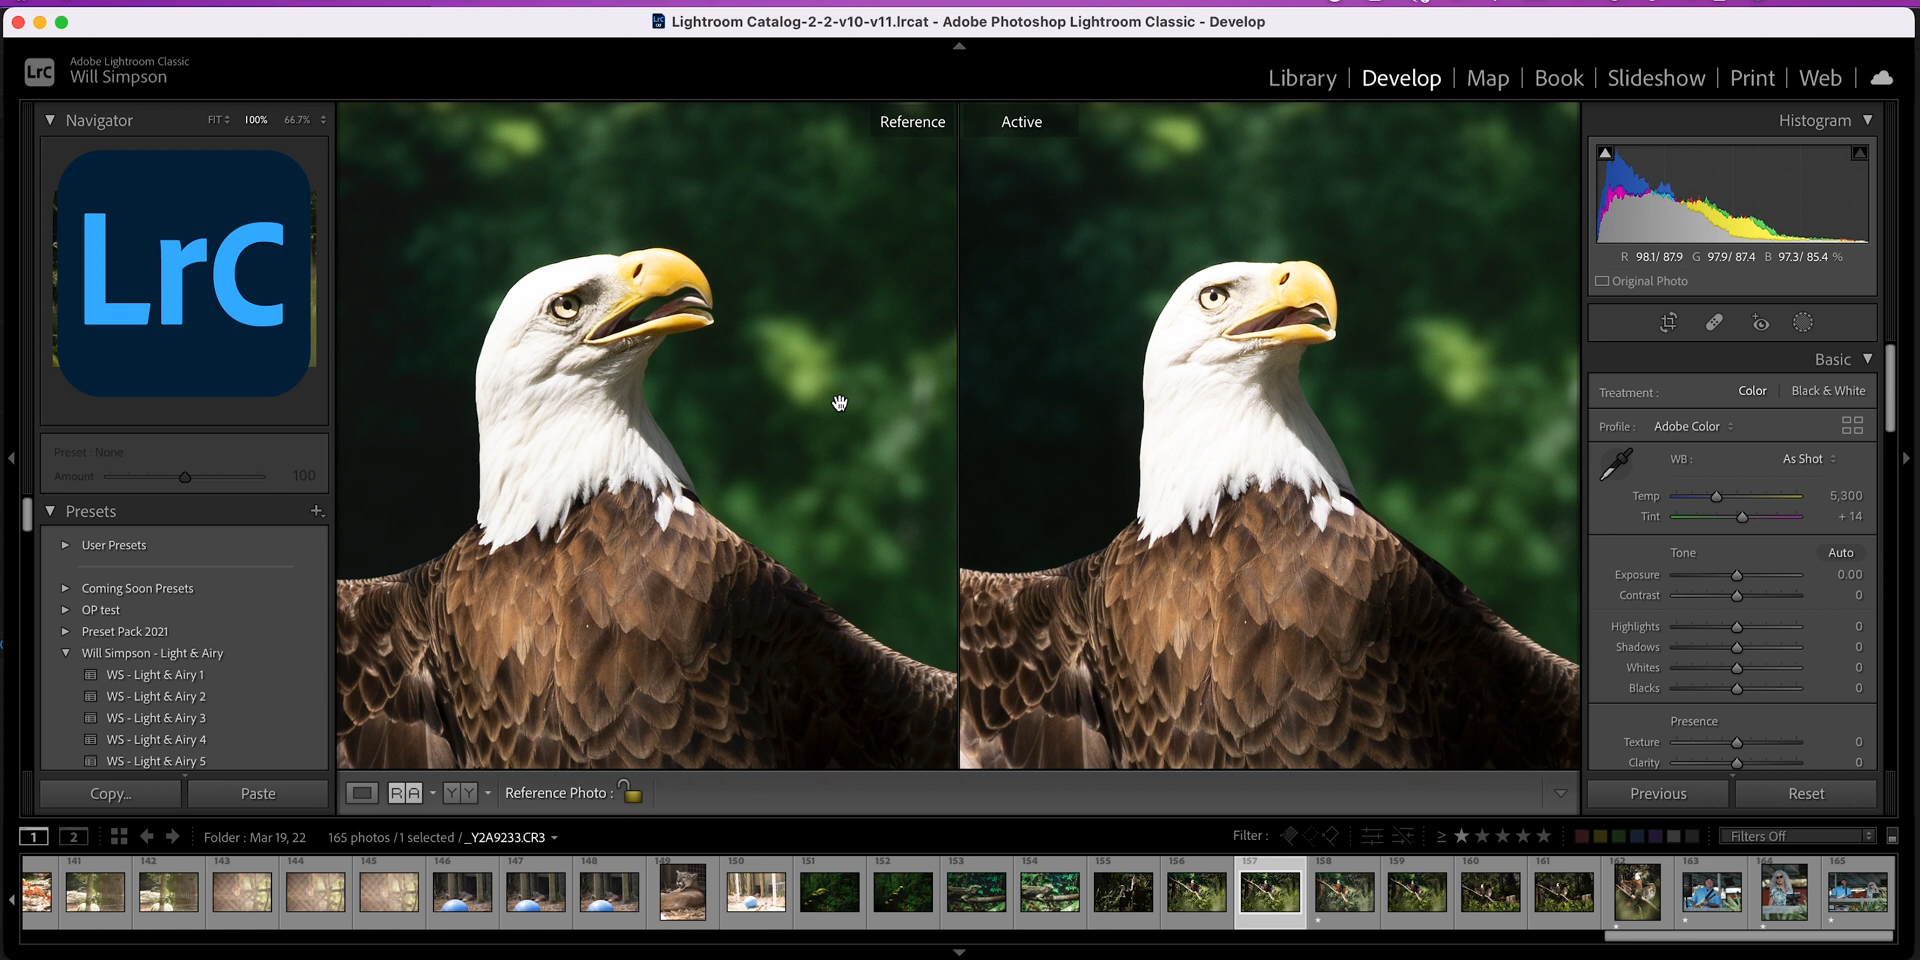 Lightroom Catalog-2-2-v10-v11.lrcat - Adobe Photoshop Lightroom Classic - Develop
LrC
Adobe Lightroom Classic
Will Simpson
Library | Develop | Map | Book | Slideshow | Print | Web
Navigator FIT 100% 66.7%
LrC
Preset : None
Amount 100
Presets
User Presets
Coming Soon Presets
OP test
Preset Pack 2021
Will Simpson - Light & Airy
WS - Light & Airy 1
WS - Light & Airy 2
WS - Light & Airy 3
WS - Light & Airy 4
WS - Light & Airy 5
Copy... Paste
Reference Active
R A Y Y Reference Photo :
Histogram
R 98.1/ 87.9 G 97.9/ 87.4 B 97.3/ 85.4 %
Original Photo
Basic
Treatment : Color | Black & White
Profile : Adobe Color
WB : As Shot
Temp 5,300
Tint + 14
Tone Auto
Exposure 0.00
Contrast 0
Highlights 0
Shadows 0
Whites 0
Blacks 0
Presence
Texture 0
Clarity 0
Previous Reset
1 2 Folder : Mar 19, 22 165 photos /1 selected /_Y2A9233.CR3 Filter : ≥ Filters Off
141 142 143 144 145 146 147 148 149 150 151 152 153 154 155 156 157 158 159 160 161 162 163 164 165